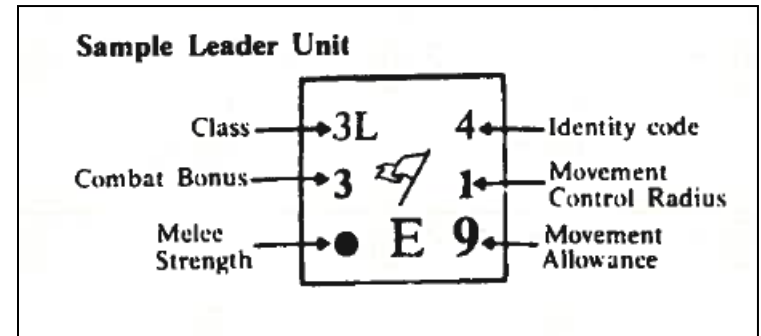 Sample Leader Unit
Class 3L 4 Identity code
Combat Bonus 3 1 Movement
Control Radius
Melee
Strength ● E 9 Movement
Allowance